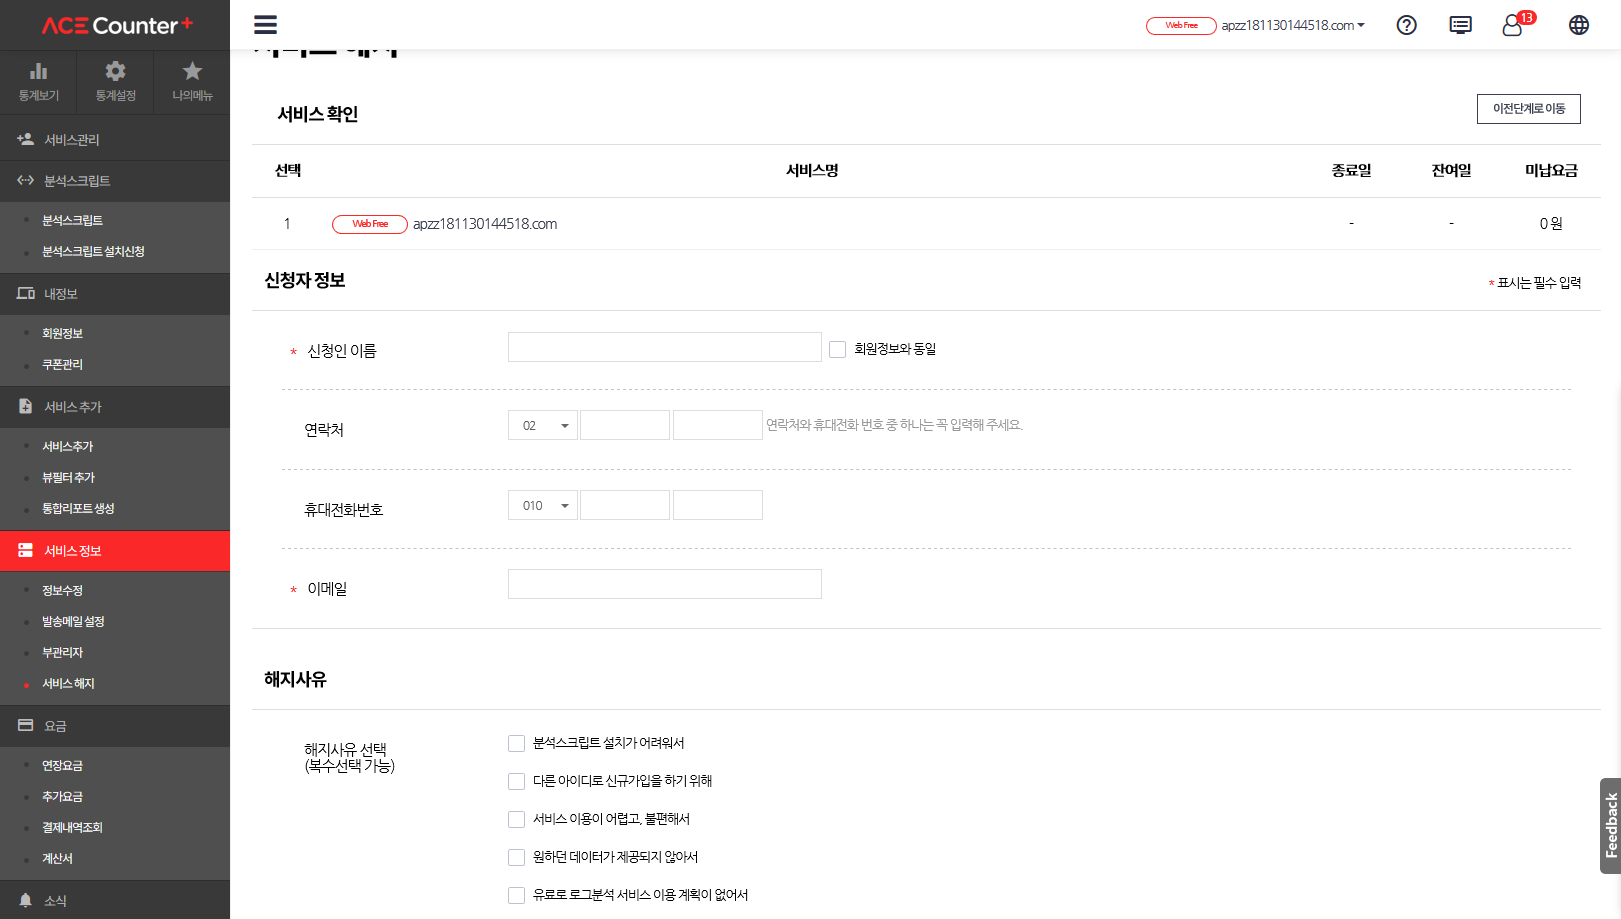 ACE Counter+
Web Free apzz181130144518.com
13
통계보기 통계설정 나의메뉴
서비스관리
분석스크립트
분석스크립트
분석스크립트 설치신청
내정보
회원정보
쿠폰관리
서비스 추가
서비스추가
뷰필터 추가
통합리포트 생성
서비스 정보
정보수정
발송메일 설정
부관리자
서비스 해지
요금
연장요금
추가요금
결제내역조회
계산서
소식
서비스 해지
서비스 확인
이전단계로 이동
선택 서비스명 종료일 잔여일 미납요금
1 Web Free apzz181130144518.com - - 0 원
신청자 정보
* 표시는 필수 입력
* 신청인 이름 회원정보와 동일
연락처 02 연락처와 휴대전화 번호 중 하나는 꼭 입력해 주세요.
휴대전화번호 010
* 이메일
해지사유
해지사유 선택
(복수선택 가능)
분석스크립트 설치가 어려워서
다른 아이디로 신규가입을 하기 위해
서비스 이용이 어렵고, 불편해서
원하던 데이터가 제공되지 않아서
유료로 로그분석 서비스 이용 계획이 없어서
Feedback